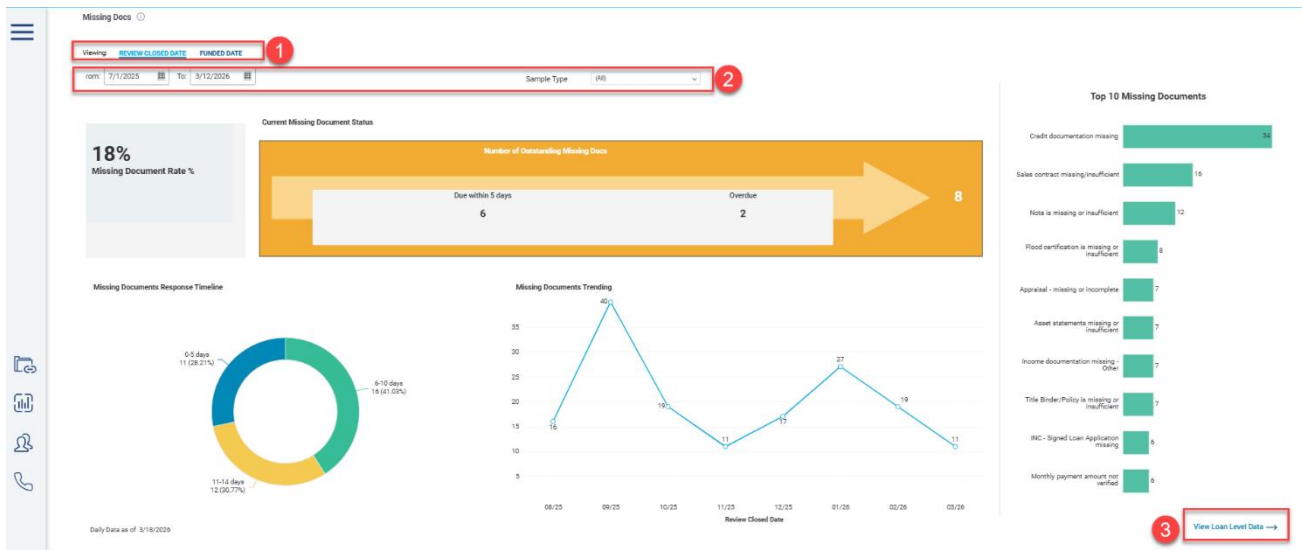 Missing Docs
Viewing: REVIEW CLOSED DATE FUNDED DATE
1
rom: 7/1/2025 To: 3/12/2026 Sample Type (All)
2
18%
Missing Document Rate %
Current Missing Document Status
Number of Outstanding Missing Docs
Due within 5 days Overdue
6 2
8
Missing Documents Response Timeline
0-5 days
11 (28.21%)
6-10 days
16 (41.03%)
11-14 days
12 (30.77%)
Daily Data as of 3/18/2026
Missing Documents Trending
35
30
25
20
15
10
5
16
40
19
11
17
27
19
11
08/25 09/25 10/25 11/25 12/25 01/26 02/26 03/26
Review Closed Date
Top 10 Missing Documents
Credit documentation missing 34
Sales contract missing/insufficient 16
Note is missing or insufficient 12
Flood certification is missing or
insufficient 8
Appraisal - missing or incomplete 7
Asset statements missing or
insufficient 7
Income documentation missing -
Other 7
Title Binder/Policy is missing or
insufficient 7
INC - Signed Loan Application
missing 6
Monthly payment amount not
verified 6
3
View Loan Level Data →